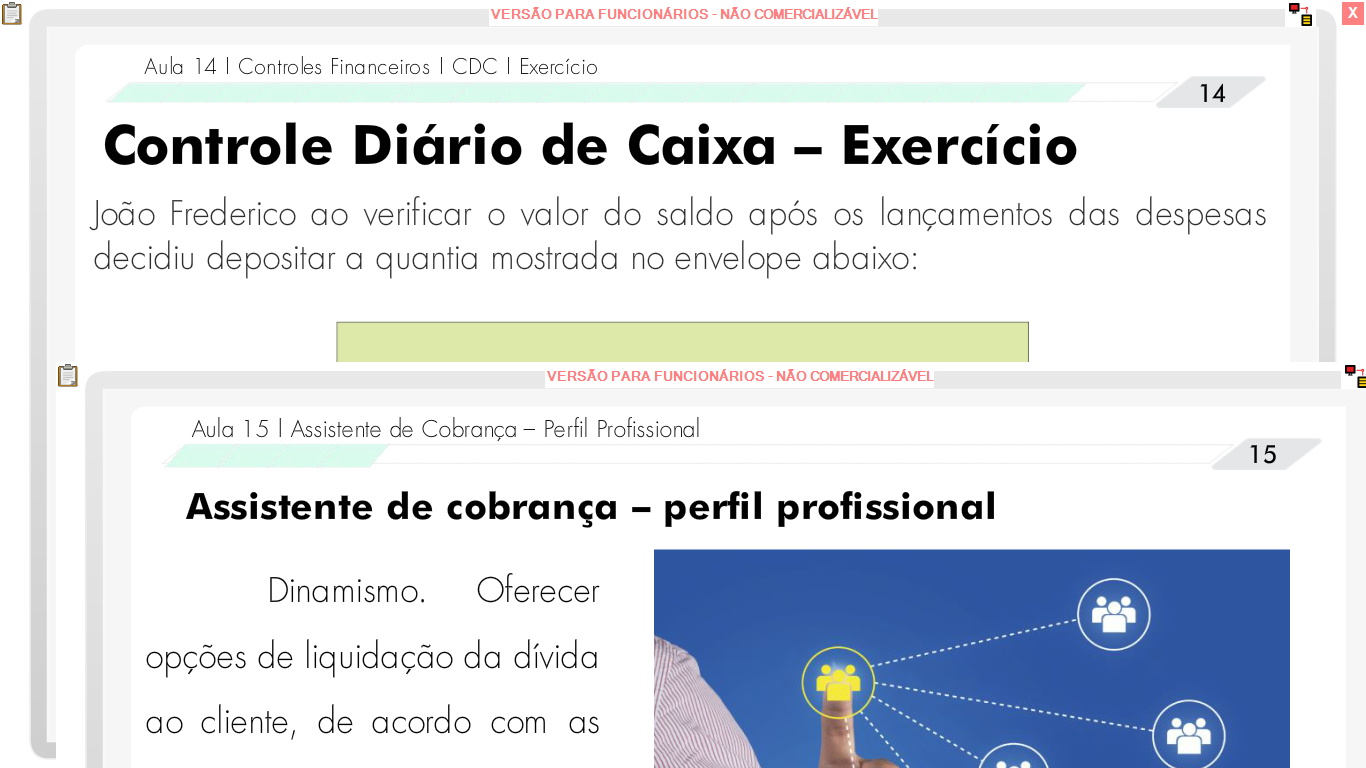 VERSÃO PARA FUNCIONÁRIOS - NÃO COMERCIALIZÁVEL
X
Aula 14 | Controles Financeiros | CDC | Exercício
14
Controle Diário de Caixa – Exercício
João Frederico ao verificar o valor do saldo após os lançamentos das despesas
decidiu depositar a quantia mostrada no envelope abaixo:
VERSÃO PARA FUNCIONÁRIOS - NÃO COMERCIALIZÁVEL
Aula 15 | Assistente de Cobrança – Perfil Profissional
15
Assistente de cobrança – perfil profissional
Dinamismo. Oferecer
opções de liquidação da dívida
ao cliente, de acordo com as